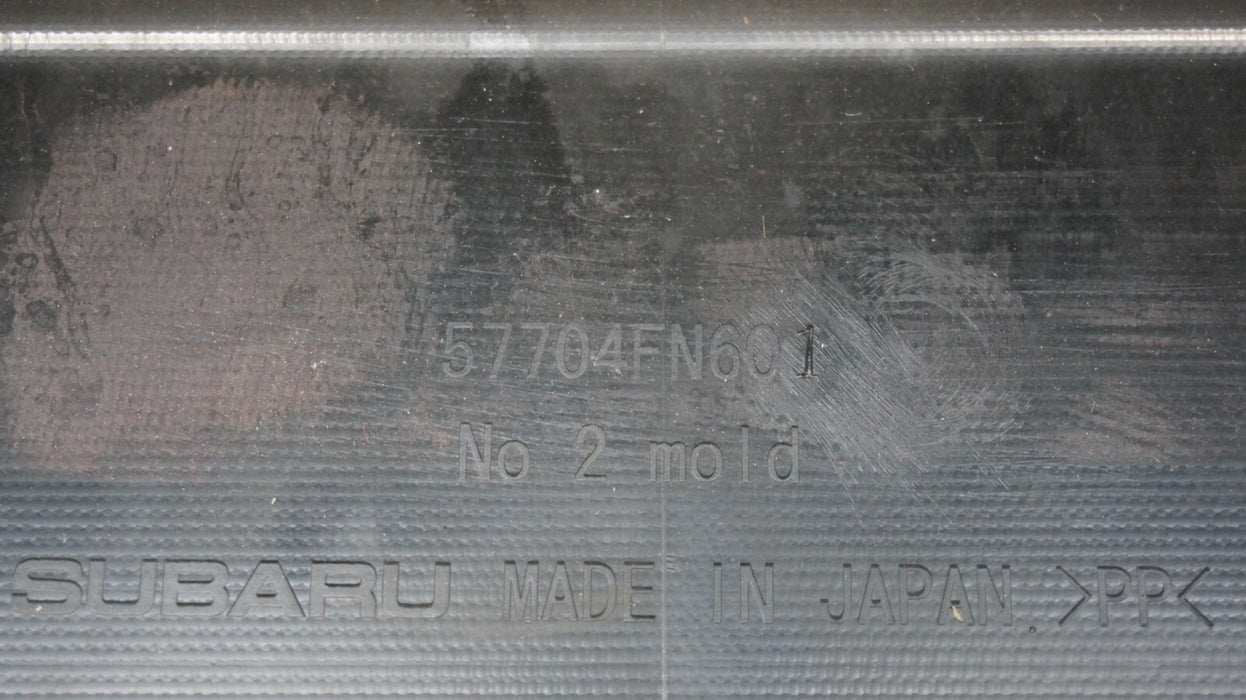 57704FN601
No 2 mold
SUBARU MADE IN JAPAN >PP<